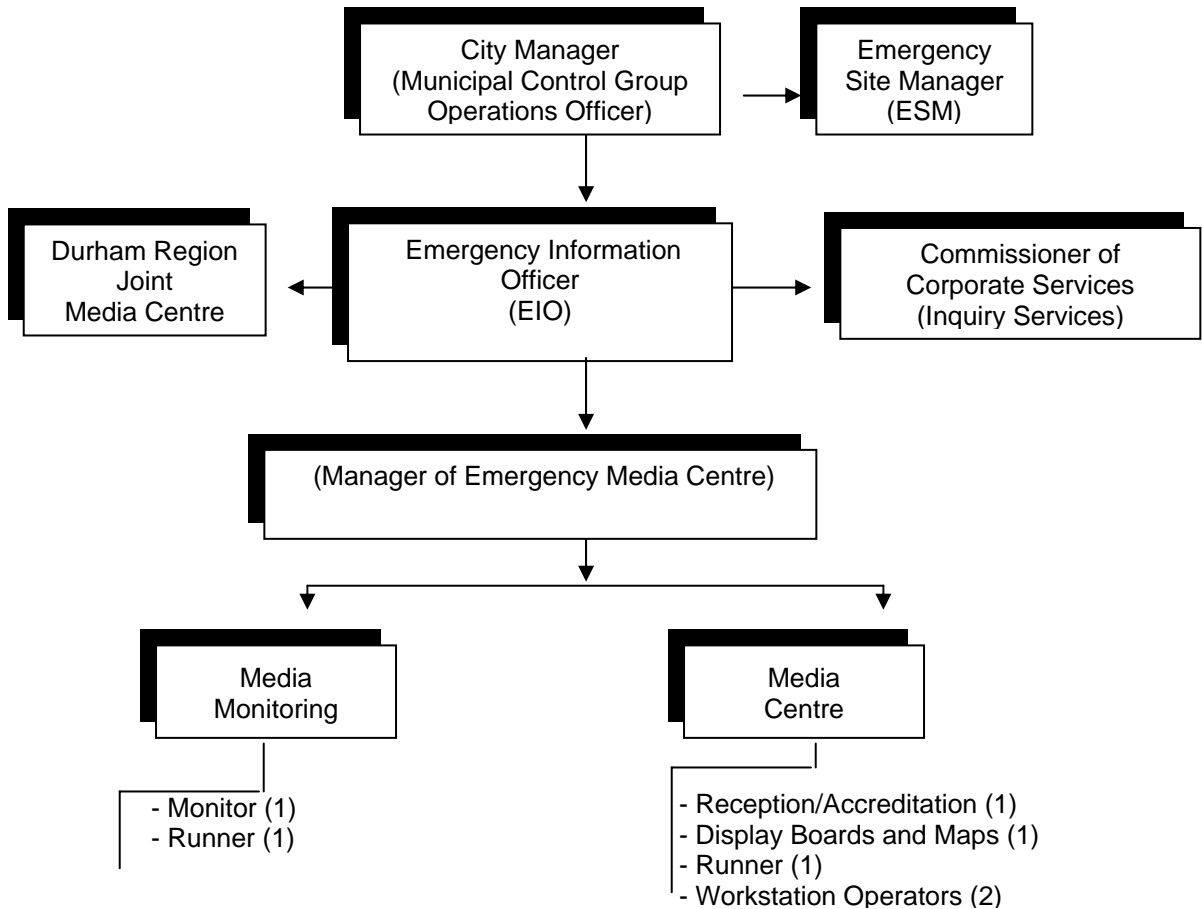 City Manager
(Municipal Control Group
Operations Officer)
Emergency
Site Manager
(ESM)
Durham Region
Joint
Media Centre
Emergency Information
Officer
(EIO)
Commissioner of
Corporate Services
(Inquiry Services)
(Manager of Emergency Media Centre)
Media
Monitoring
Media
Centre
- Monitor (1)
- Runner (1)
- Reception/Accreditation (1)
- Display Boards and Maps (1)
- Runner (1)
- Workstation Operators (2)